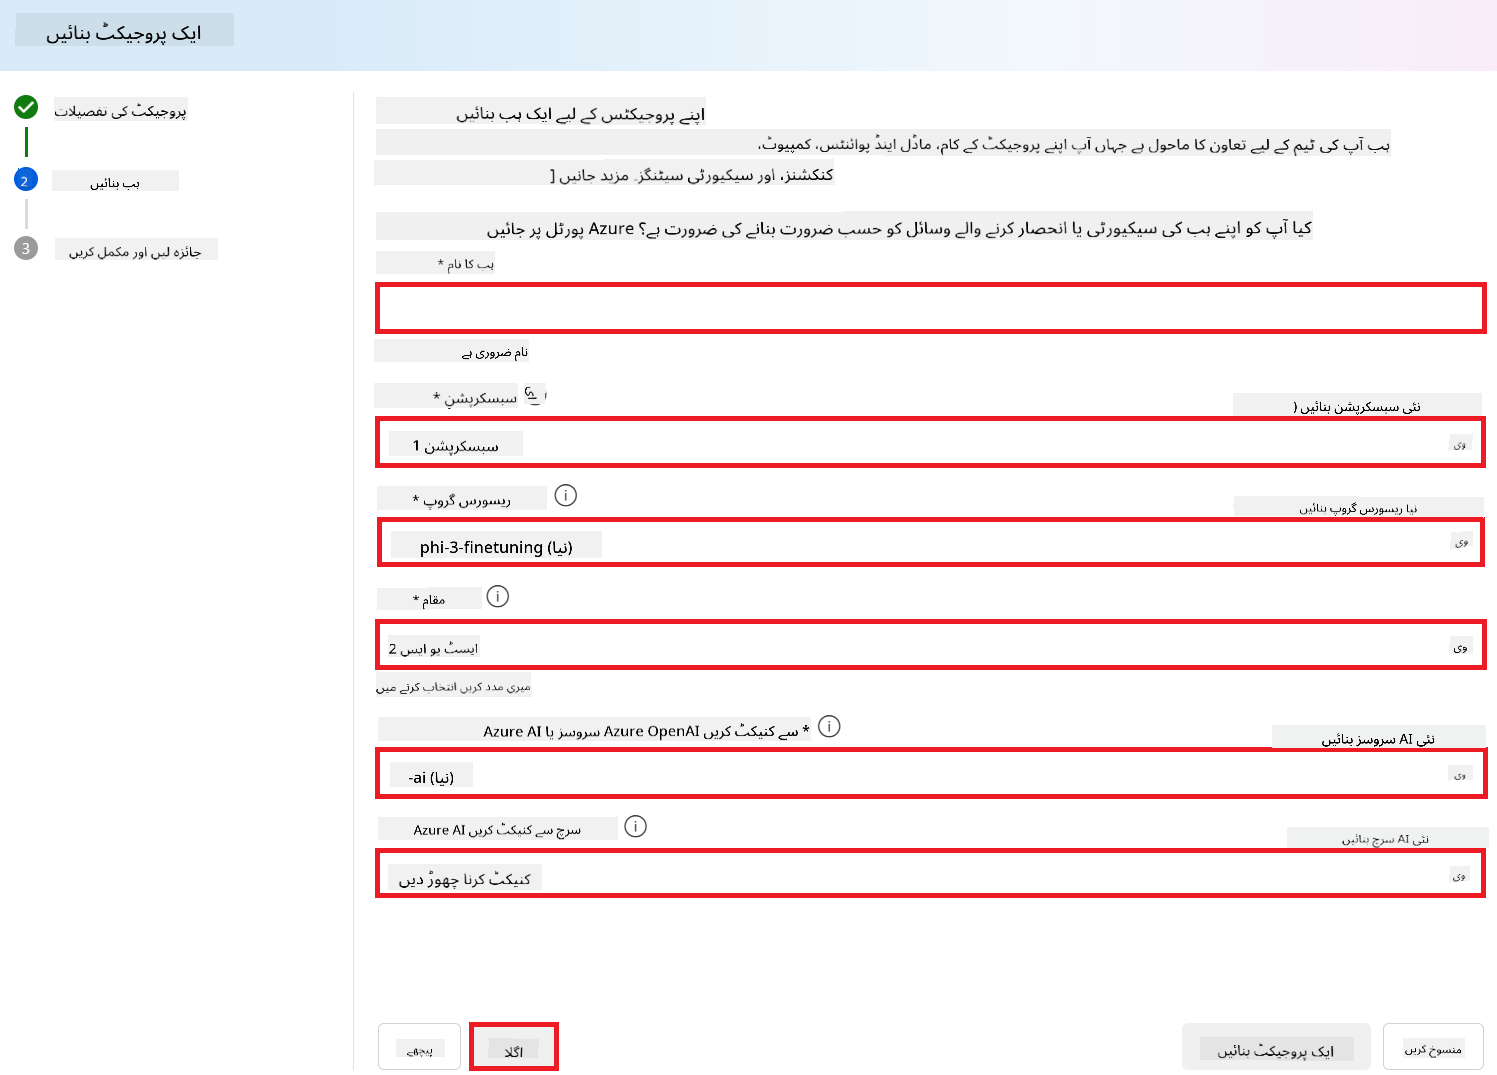 ایک پروجیکٹ بنائیں
پروجیکٹ کی تفصیلات
2
ہب بنائیں
3
جائزہ لیں اور مکمل کریں
اپنے پروجیکٹس کے لیے ایک ہب بنائیں
ہب آپ کی ٹیم کے لیے تعاون کا ماحول ہے جہاں آپ اپنے پروجیکٹ کے کام، ماڈل اینڈ پوائنٹس، کمپیوٹ،
کنکشنز، اور سیکیورٹی سیٹنگز۔ مزید جانیں [
کیا آپ کو اپنے ہب کی سیکیورٹی یا انحصار کرنے والے وسائل کو حسب ضرورت بنانے کی ضرورت ہے؟ Azure پورٹل پر جائیں
ہب کا نام *
نام ضروری ہے
سبسکرپشن *
نئی سبسکرپشن بنائیں (
سبسکرپشن 1
وی
ریسورس گروپ *
نیا ریسورس گروپ بنائیں
phi-3-finetuning (نیا)
وی
مقام *
ایسٹ یو ایس 2
وی
میری مدد کریں انتخاب کرنے میں
Azure AI سروسز یا Azure OpenAI سے کنیکٹ کریں *
نئی AI سروسز بنائیں
-ai (نیا)
وی
Azure AI سرچ سے کنیکٹ کریں
نئی AI سرچ بنائیں
کنیکٹ کرنا چھوڑ دیں
وی
پیچھے
اگلا
ایک پروجیکٹ بنائیں
منسوخ کریں